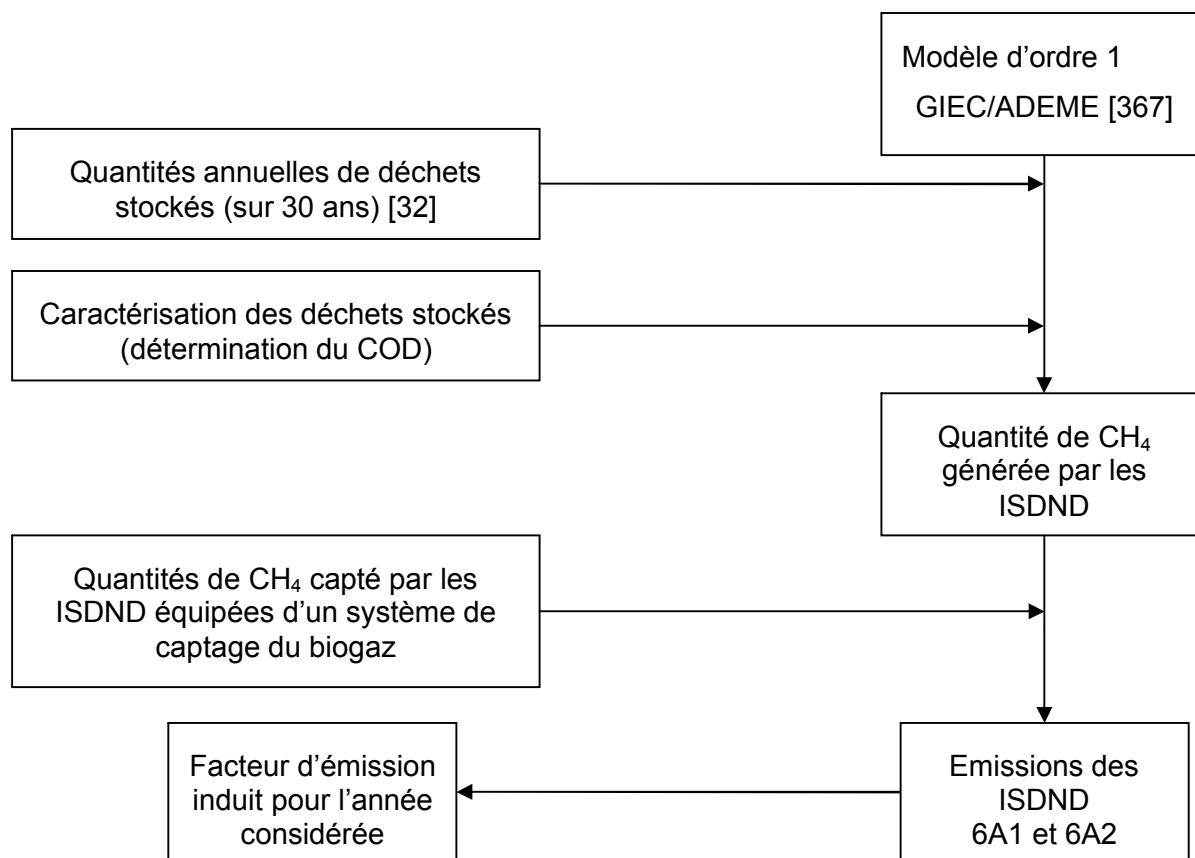 Modèle d’ordre 1
GIEC/ADEME [367]
Quantités annuelles de déchets
stockés (sur 30 ans) [32]
Caractérisation des déchets stockés
(détermination du COD)
Quantité de CH₄
générée par les
ISDND
Quantités de CH₄ capté par les
ISDND équipées d’un système de
captage du biogaz
Facteur d’émission
induit pour l’année
considérée
Emissions des
ISDND
6A1 et 6A2